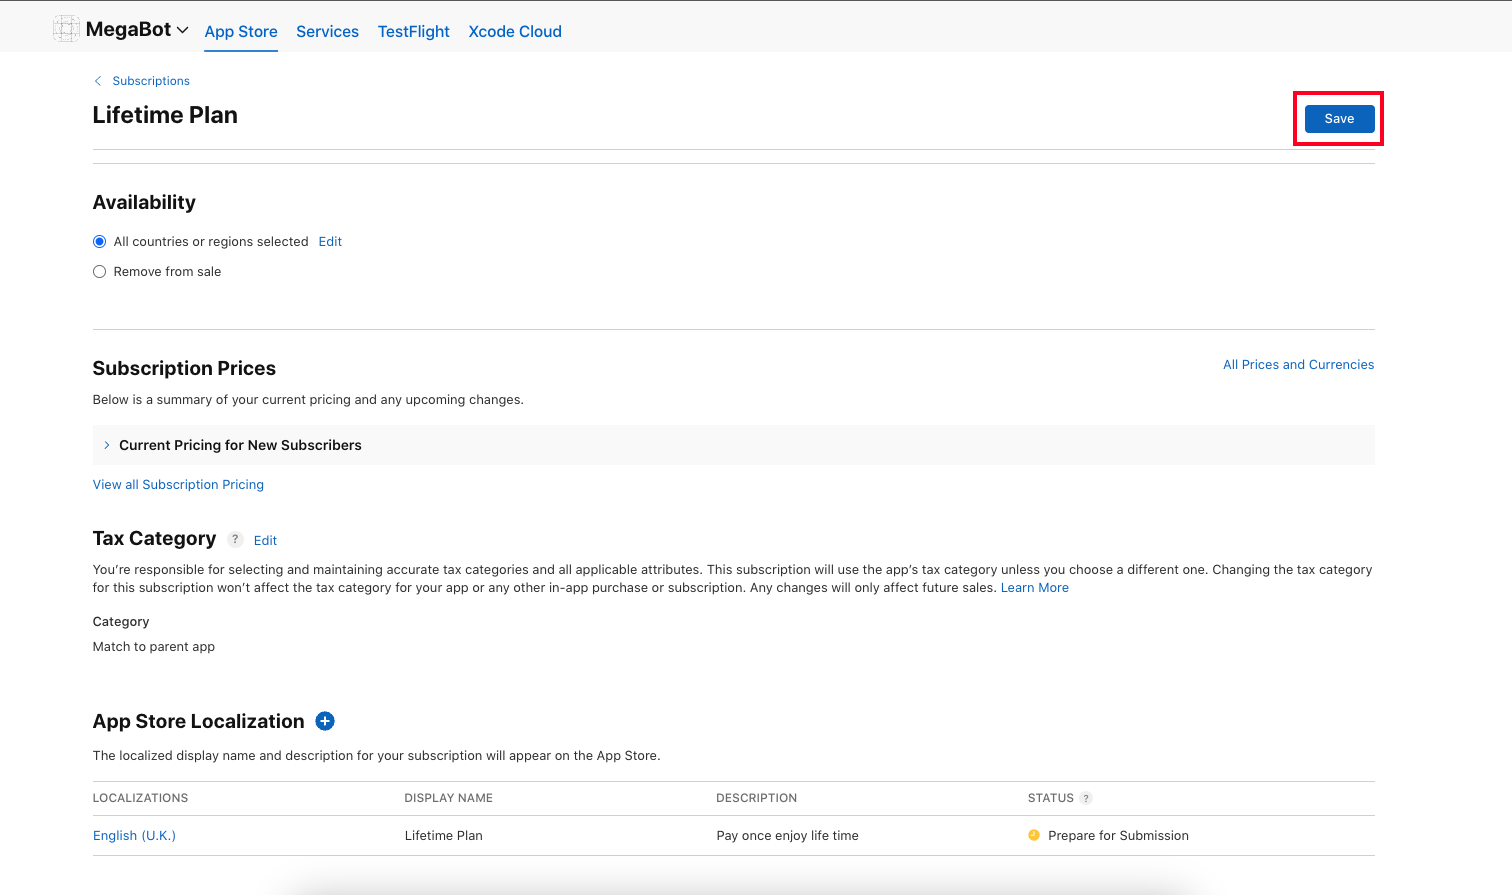 MegaBot App Store Services TestFlight Xcode Cloud
Subscriptions
Lifetime Plan
Save
Availability
All countries or regions selected Edit
Remove from sale
Subscription Prices
All Prices and Currencies
Below is a summary of your current pricing and any upcoming changes.
Current Pricing for New Subscribers
View all Subscription Pricing
Tax Category ? Edit
You’re responsible for selecting and maintaining accurate tax categories and all applicable attributes. This subscription will use the app’s tax category unless you choose a different one. Changing the tax category
for this subscription won’t affect the tax category for your app or any other in-app purchase or subscription. Any changes will only affect future sales. Learn More
Category
Match to parent app
App Store Localization
The localized display name and description for your subscription will appear on the App Store.
LOCALIZATIONS DISPLAY NAME DESCRIPTION STATUS ?
English (U.K.) Lifetime Plan Pay once enjoy life time Prepare for Submission